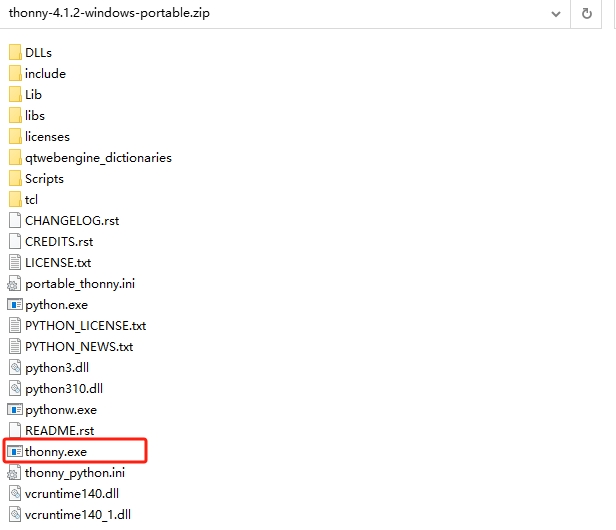 thonny-4.1.2-windows-portable.zip
DLLs
include
Lib
libs
licenses
qtwebengine_dictionaries
Scripts
tcl
CHANGELOG.rst
CREDITS.rst
LICENSE.txt
portable_thonny.ini
python.exe
PYTHON_LICENSE.txt
PYTHON_NEWS.txt
python3.dll
python310.dll
pythonw.exe
README.rst
thonny.exe
thonny_python.ini
vcruntime140.dll
vcruntime140_1.dll